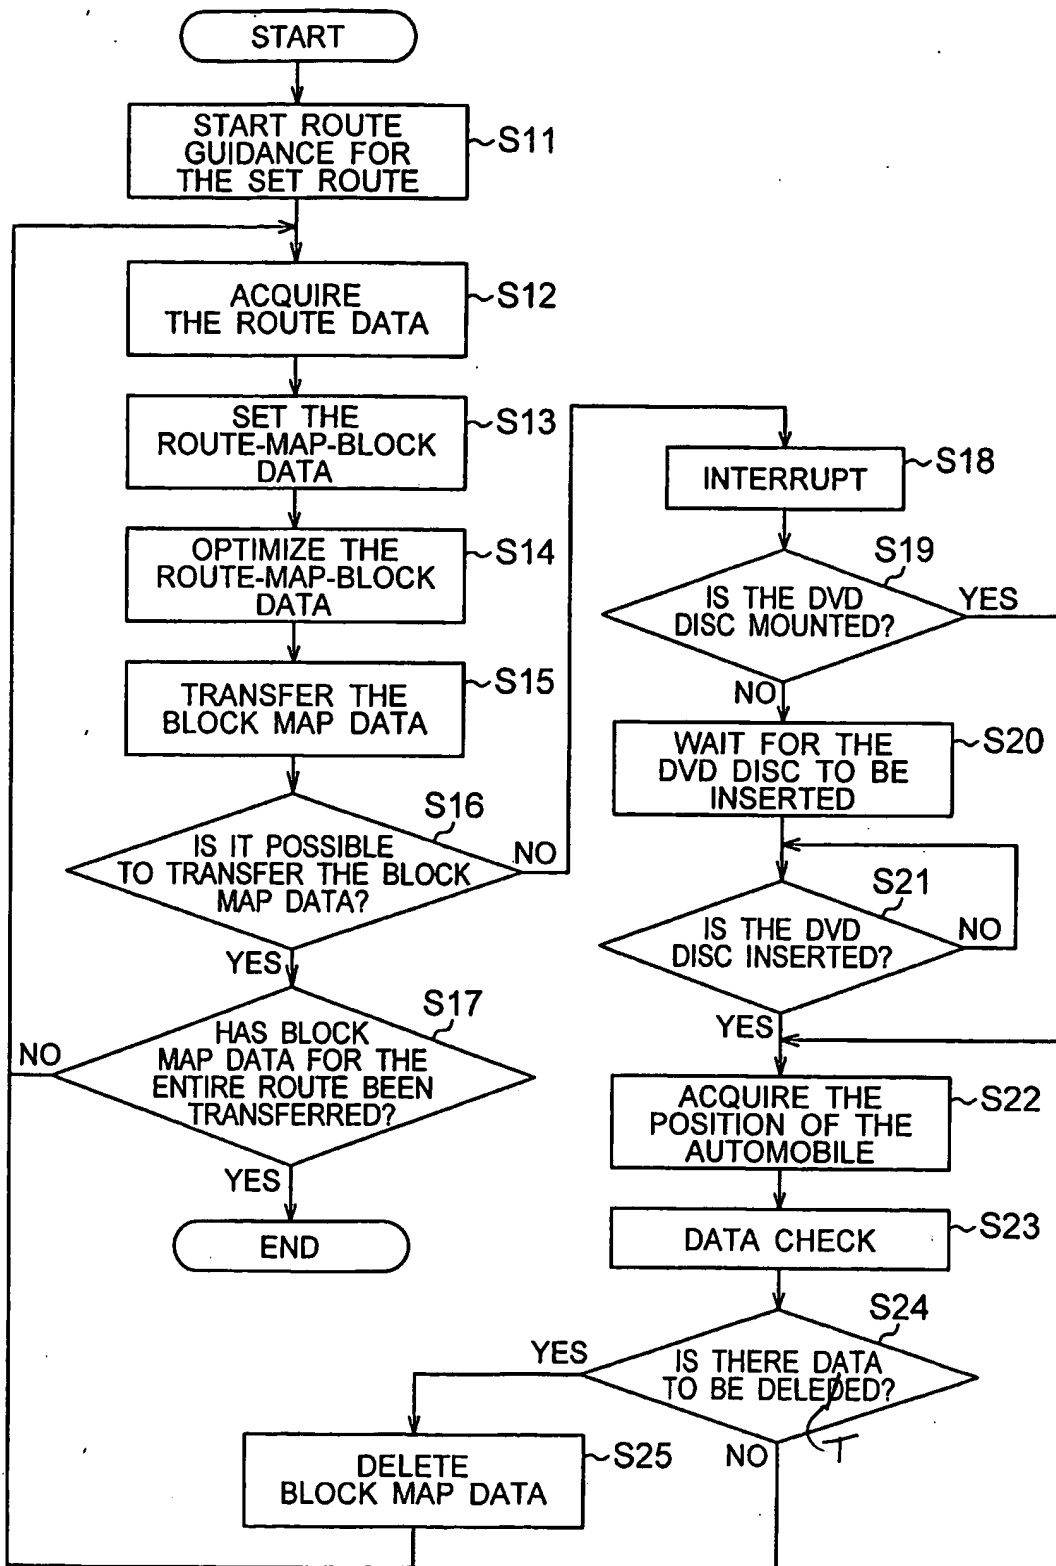 START
START ROUTE
GUIDANCE FOR
THE SET ROUTE
S11
ACQUIRE
THE ROUTE DATA
S12
SET THE
ROUTE-MAP-BLOCK
DATA
S13
OPTIMIZE THE
ROUTE-MAP-BLOCK
DATA
S14
TRANSFER THE
BLOCK MAP DATA
S15
S16
IS IT POSSIBLE
TO TRANSFER THE BLOCK
MAP DATA?
NO
YES
S17
HAS BLOCK
MAP DATA FOR THE
ENTIRE ROUTE BEEN
TRANSFERRED?
NO
YES
END
INTERRUPT
S18
S19
IS THE DVD
DISC MOUNTED?
YES
NO
WAIT FOR THE
DVD DISC TO BE
INSERTED
S20
S21
IS THE DVD
DISC INSERTED?
NO
YES
ACQUIRE THE
POSITION OF THE
AUTOMOBILE
S22
DATA CHECK
S23
S24
IS THERE DATA
TO BE DELEDED?
T
YES
NO
DELETE
BLOCK MAP DATA
S25